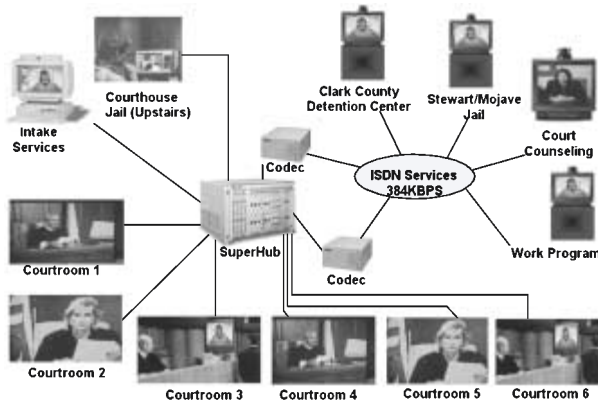 Clark County
Detention Center
Stewart/Mojave
Jail
Courthouse
Jail (Upstairs)
Intake
Services
Court
Counseling
Codec
ISDN Services
384KBPS
SuperHub
Work Program
Codec
Courtroom 1
Courtroom 2
Courtroom 3
Courtroom 4
Courtroom 5
Courtroom 6